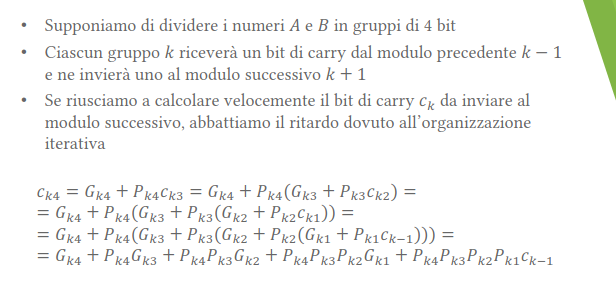 • Supponiamo di dividere i numeri A e B in gruppi di 4 bit
• Ciascun gruppo k riceverà un bit di carry dal modulo precedente k − 1
e ne invierà uno al modulo successivo k + 1
• Se riusciamo a calcolare velocemente il bit di carry c_k da inviare al
modulo successivo, abbattiamo il ritardo dovuto all'organizzazione
iterativa
c_{k4} = G_{k4} + P_{k4}c_{k3} = G_{k4} + P_{k4}(G_{k3} + P_{k3}c_{k2}) =
= G_{k4} + P_{k4}(G_{k3} + P_{k3}(G_{k2} + P_{k2}c_{k1})) =
= G_{k4} + P_{k4}(G_{k3} + P_{k3}(G_{k2} + P_{k2}(G_{k1} + P_{k1}c_{k−1}))) =
= G_{k4} + P_{k4}G_{k3} + P_{k4}P_{k3}G_{k2} + P_{k4}P_{k3}P_{k2}G_{k1} + P_{k4}P_{k3}P_{k2}P_{k1}c_{k−1}